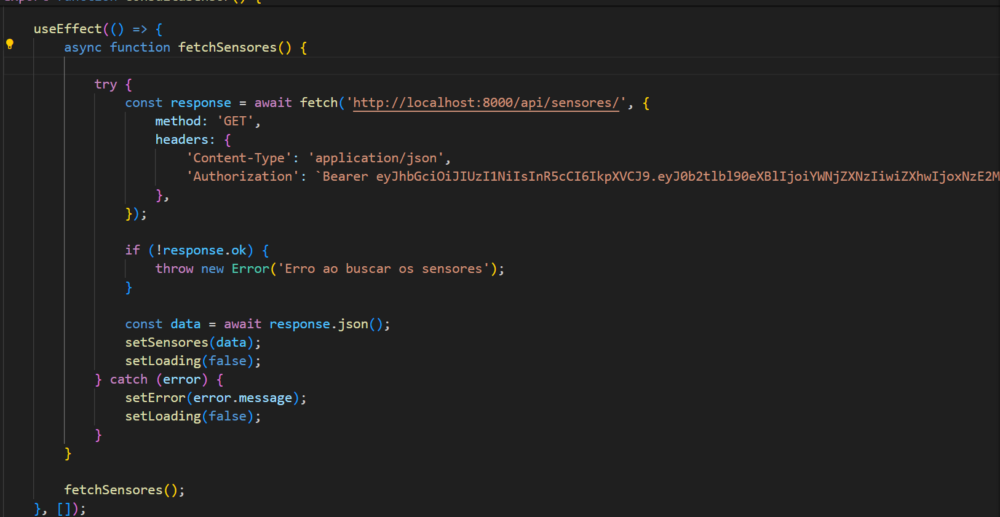 useEffect(() => {
async function fetchSensores() {
try {
const response = await fetch('http://localhost:8000/api/sensores/', {
method: 'GET',
headers: {
'Content-Type': 'application/json',
'Authorization': `Bearer eyJhbGciOiJIUzI1NiIsInR5cCI6IkpXVCJ9.eyJ0b2tlbl90eXBlIjoiYWNjZXNzIiwiZXhwIjoxNzE2M
},
});
if (!response.ok) {
throw new Error('Erro ao buscar os sensores');
}
const data = await response.json();
setSensores(data);
setLoading(false);
} catch (error) {
setError(error.message);
setLoading(false);
}
}
fetchSensores();
}, []);